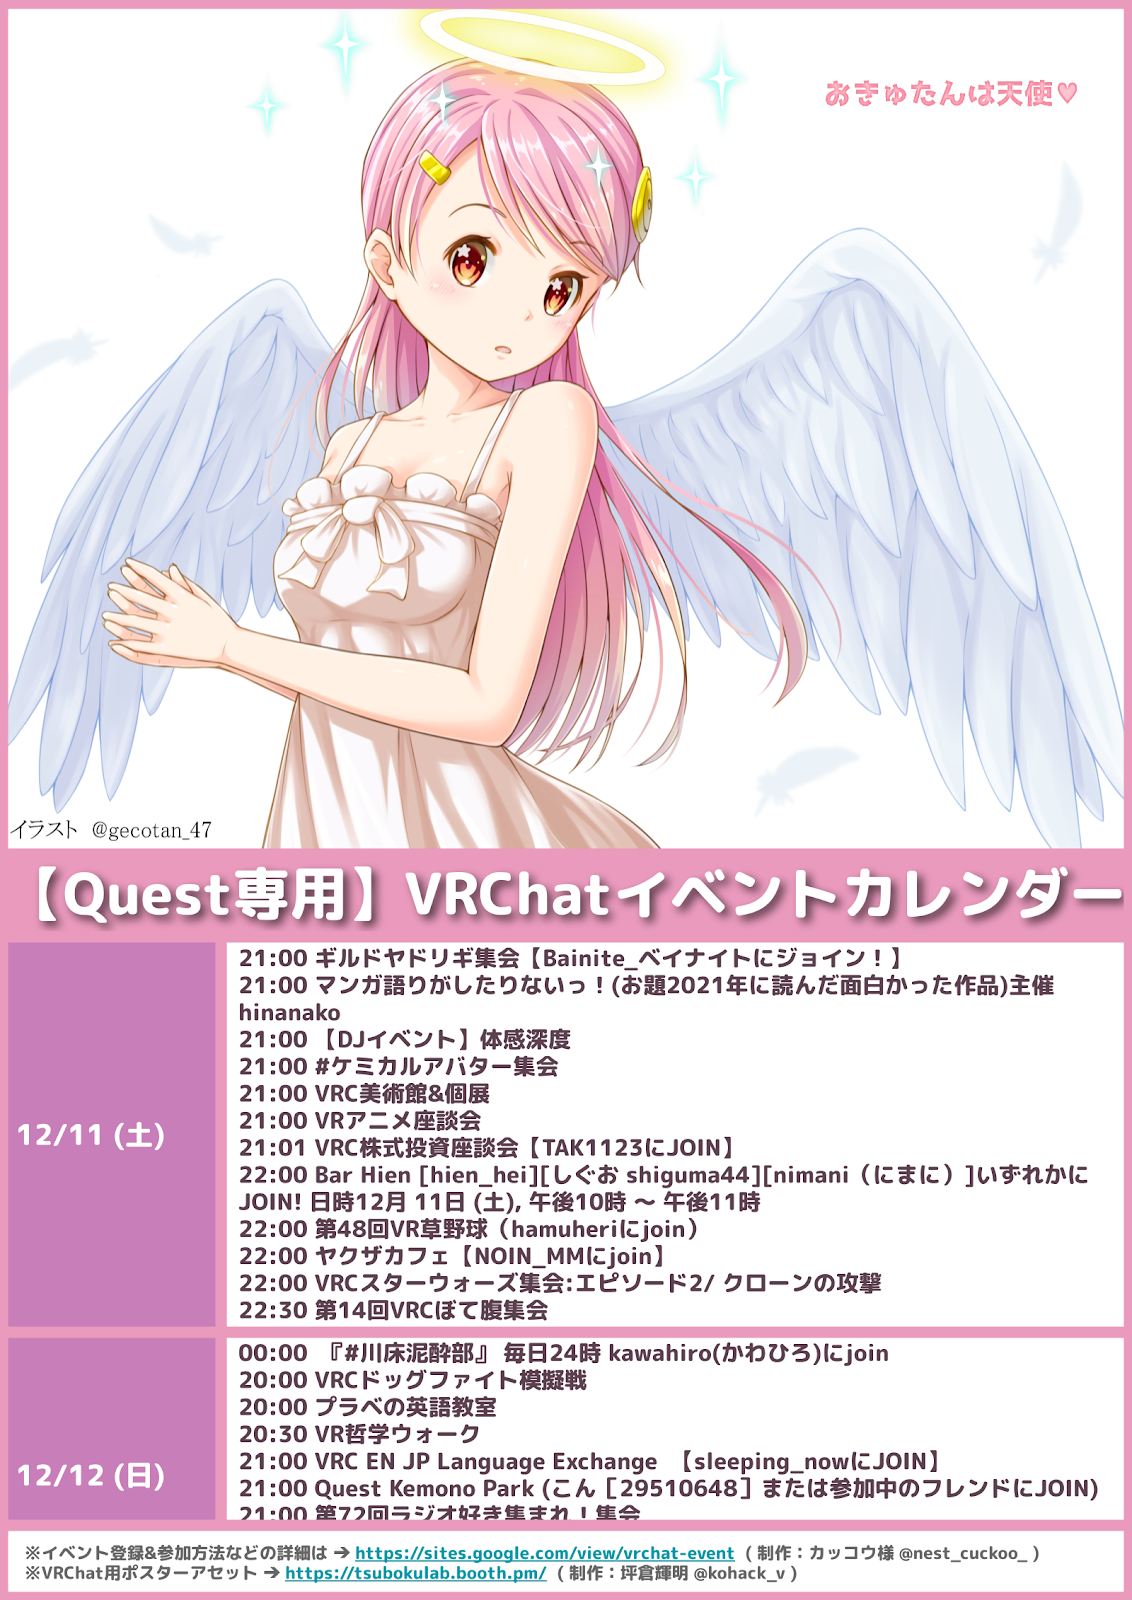 おきゅたんは天使♥
イラスト @gecotan_47
【Quest専用】VRChatイベントカレンダー
12/11 (土)
21:00 ギルドヤドリギ集会【Bainite_ベイナイトにジョイン！】
21:00 マンガ語りがしたりないっ！(お題2021年に読んだ面白かった作品)主催
hinanako
21:00 【DJイベント】体感深度
21:00 #ケミカルアバター集会
21:00 VRC美術館&個展
21:00 VRアニメ座談会
21:01 VRC株式投資座談会【TAK1123にJOIN】
22:00 Bar Hien [hien_hei][しぐお shiguma44][nimani（にまに）]いずれかに
JOIN! 日時12月 11日 (土), 午後10時 〜 午後11時
22:00 第48回VR草野球（hamuheriにjoin）
22:00 ヤクザカフェ【NOIN_MMにjoin】
22:00 VRCスターウォーズ集会:エピソード2/ クローンの攻撃
22:30 第14回VRCぽて腹集会
12/12 (日)
00:00 『#川床泥酔部』 毎日24時 kawahiro(かわひろ)にjoin
20:00 VRCドッグファイト模擬戦
20:00 プラベの英語教室
20:30 VR哲学ウォーク
21:00 VRC EN JP Language Exchange 【sleeping_nowにJOIN】
21:00 Quest Kemono Park (こん［29510648］または参加中のフレンドにJOIN)
21:00 第72回ラジオ好き集まれ！集会
※イベント登録&参加方法などの詳細は → https://sites.google.com/view/vrchat-event ( 制作：カッコウ様 @nest_cuckoo_ )
※VRChat用ポスターアセット → https://tsubokulab.booth.pm/ ( 制作：坪倉輝明 @kohack_v )